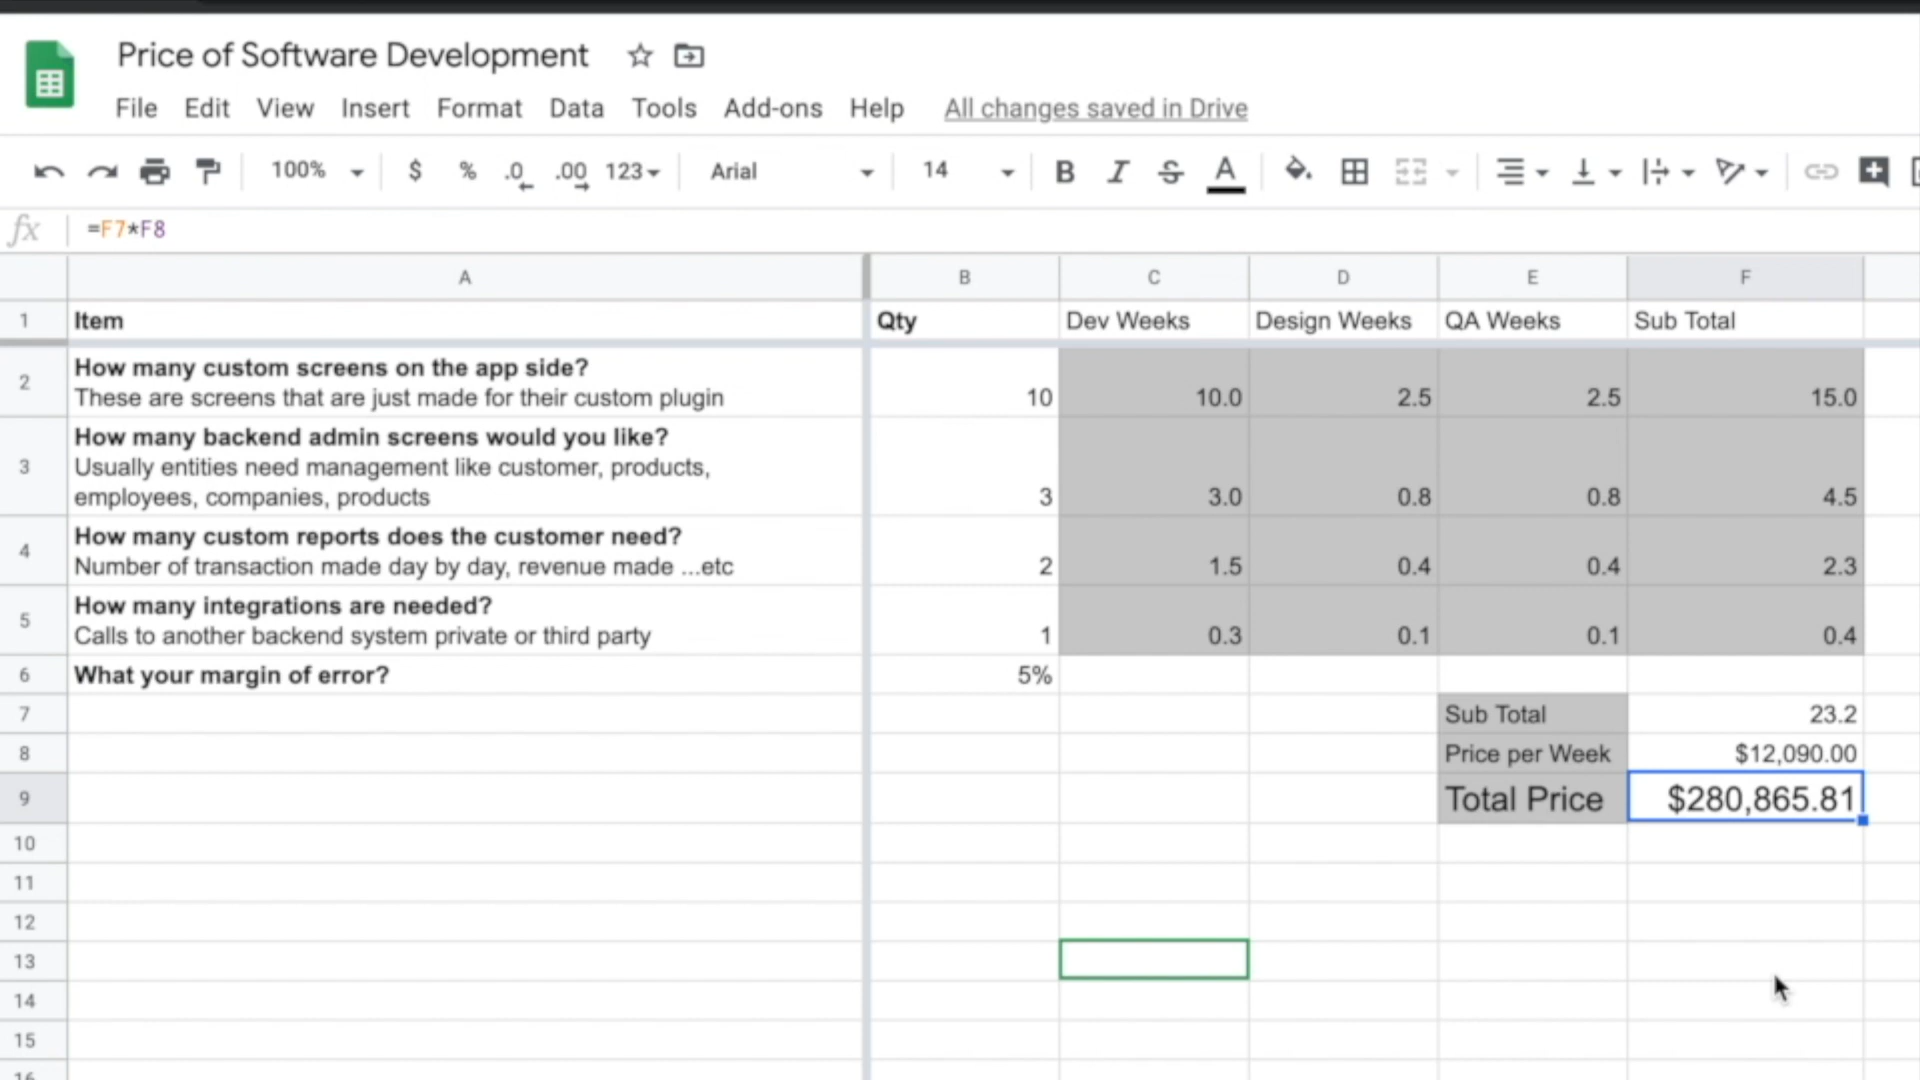 Price of Software Development
File Edit View Insert Format Data Tools Add-ons Help All changes saved in Drive
100% $ % .0 .00 123 Arial 14 B I S A
fx =F7*F8
A B C D E F
1 Item Qty Dev Weeks Design Weeks QA Weeks Sub Total
How many custom screens on the app side?
2 These are screens that are just made for their custom plugin 10 10.0 2.5 2.5 15.0
How many backend admin screens would you like?
3 Usually entities need management like customer, products,
employees, companies, products 3 3.0 0.8 0.8 4.5
How many custom reports does the customer need?
4 Number of transaction made day by day, revenue made ...etc 2 1.5 0.4 0.4 2.3
How many integrations are needed?
5 Calls to another backend system private or third party 1 0.3 0.1 0.1 0.4
6 What your margin of error? 5%
7 Sub Total 23.2
8 Price per Week $12,090.00
9 Total Price $280,865.81
10
11
12
13
14
15
16